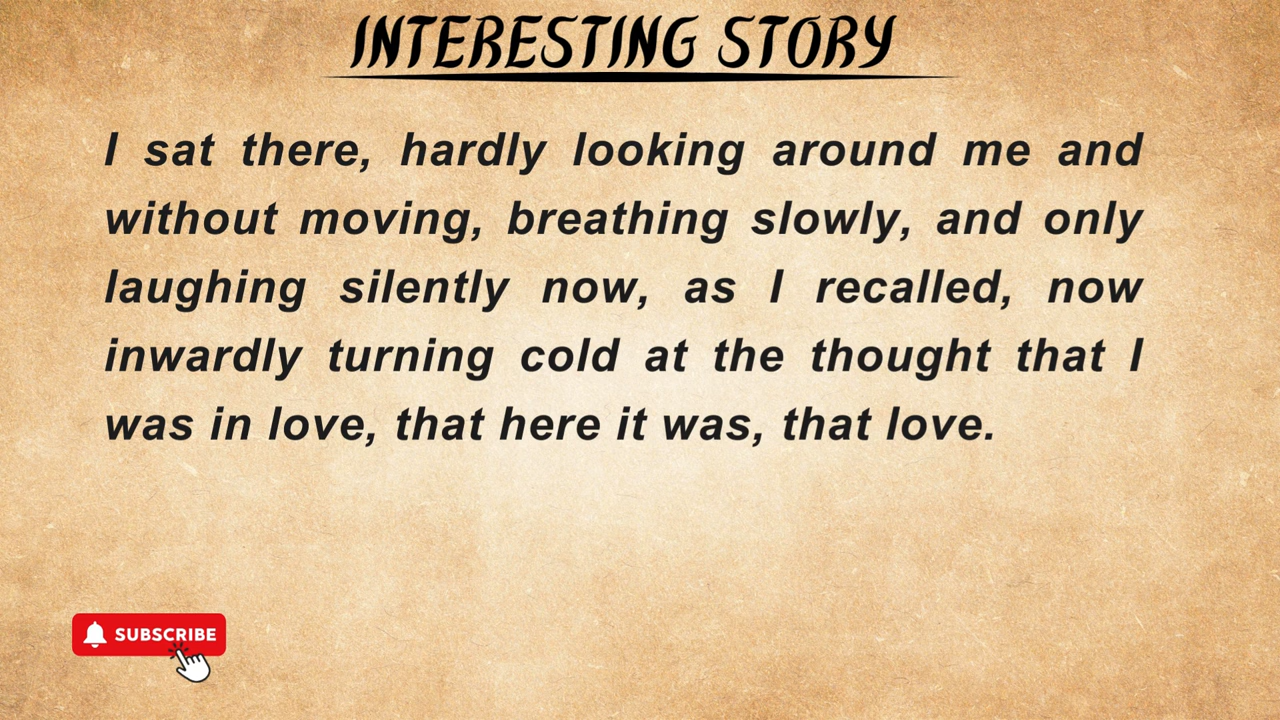 INTERESTING STORY
I sat there, hardly looking around me and
without moving, breathing slowly, and only
laughing silently now, as I recalled, now
inwardly turning cold at the thought that I
was in love, that here it was, that love.
SUBSCRIBE